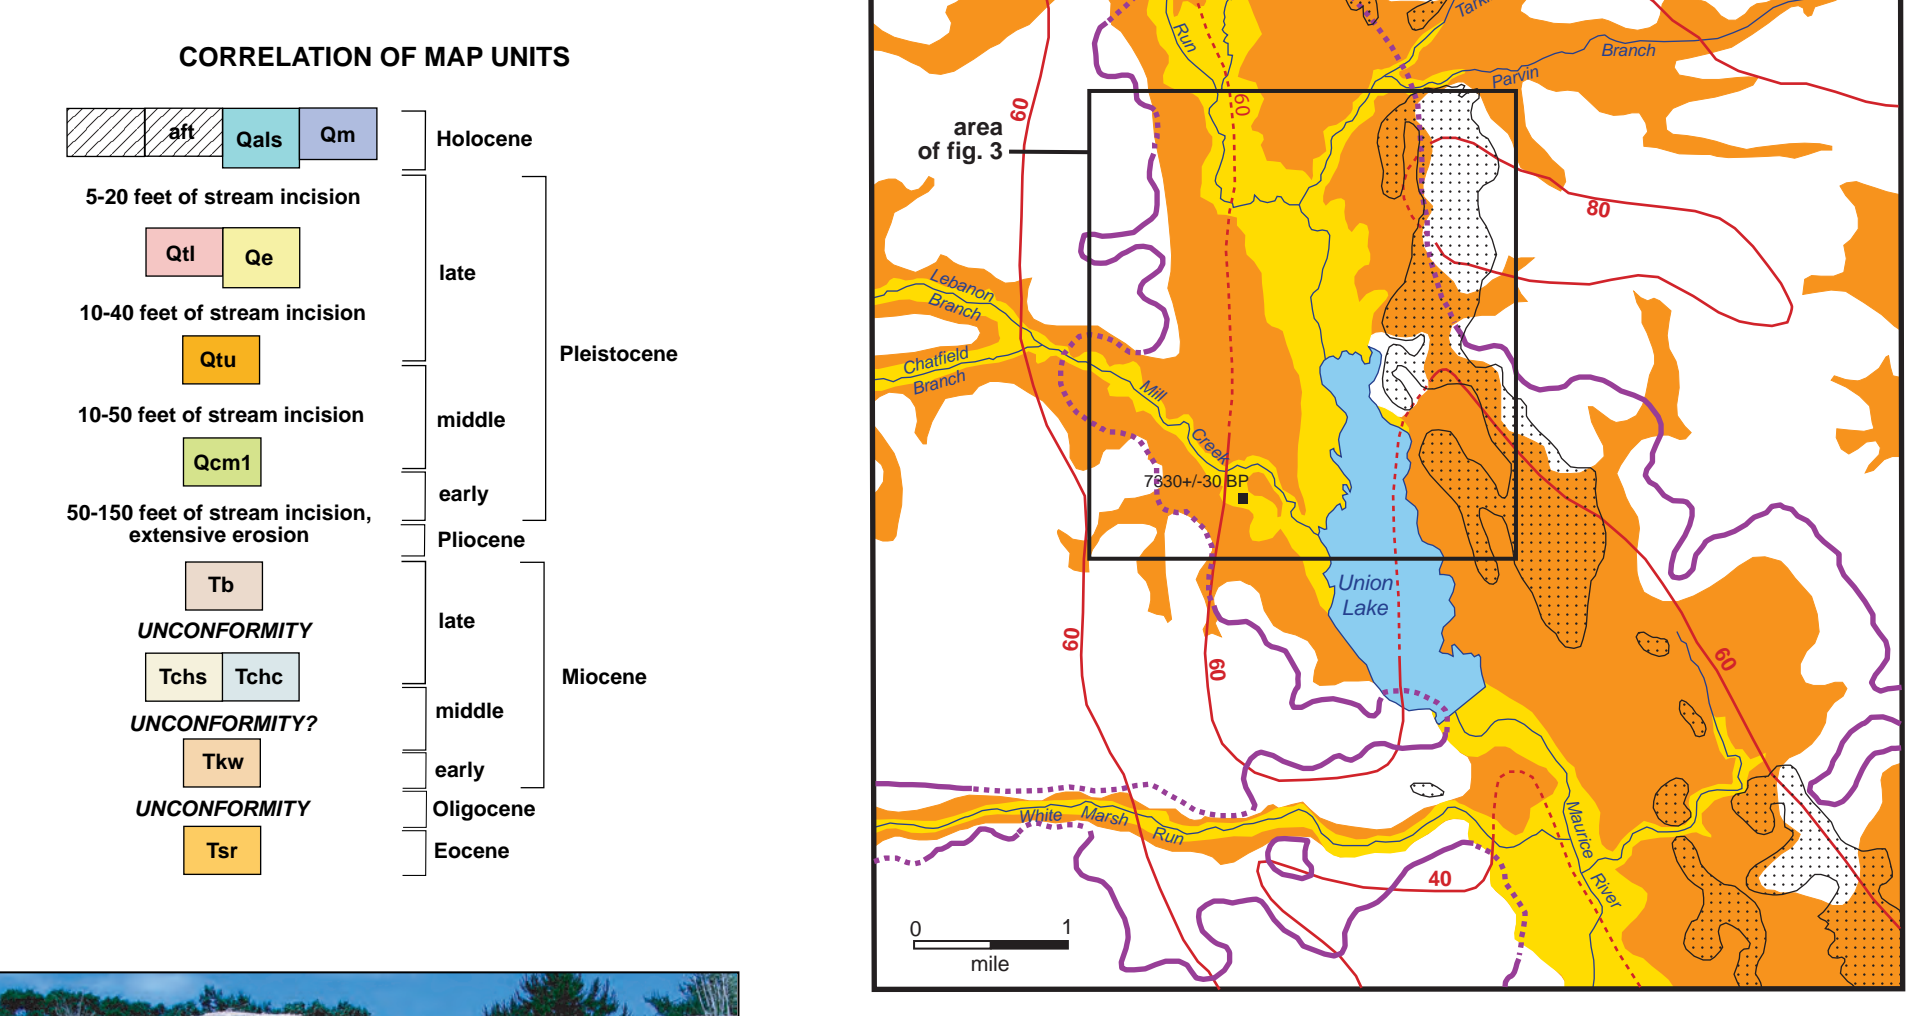 CORRELATION OF MAP UNITS
aft
Qals
Qm
Holocene
5-20 feet of stream incision
Qtl
Qe
late
10-40 feet of stream incision
Qtu
Pleistocene
10-50 feet of stream incision
middle
Qcm1
early
50-150 feet of stream incision,
extensive erosion
Pliocene
Tb
UNCONFORMITY
late
Tchs
Tchc
Miocene
UNCONFORMITY?
middle
Tkw
early
UNCONFORMITY
Oligocene
Tsr
Eocene
Run
Branch
Parvin
60
60
area
of fig. 3
80
Lebanon
Branch
Chatfield
Branch
Mill
Creek
7330+/-30 BP
Union
Lake
60
60
60
White Marsh Run
Maurice
River
40
0 1
mile